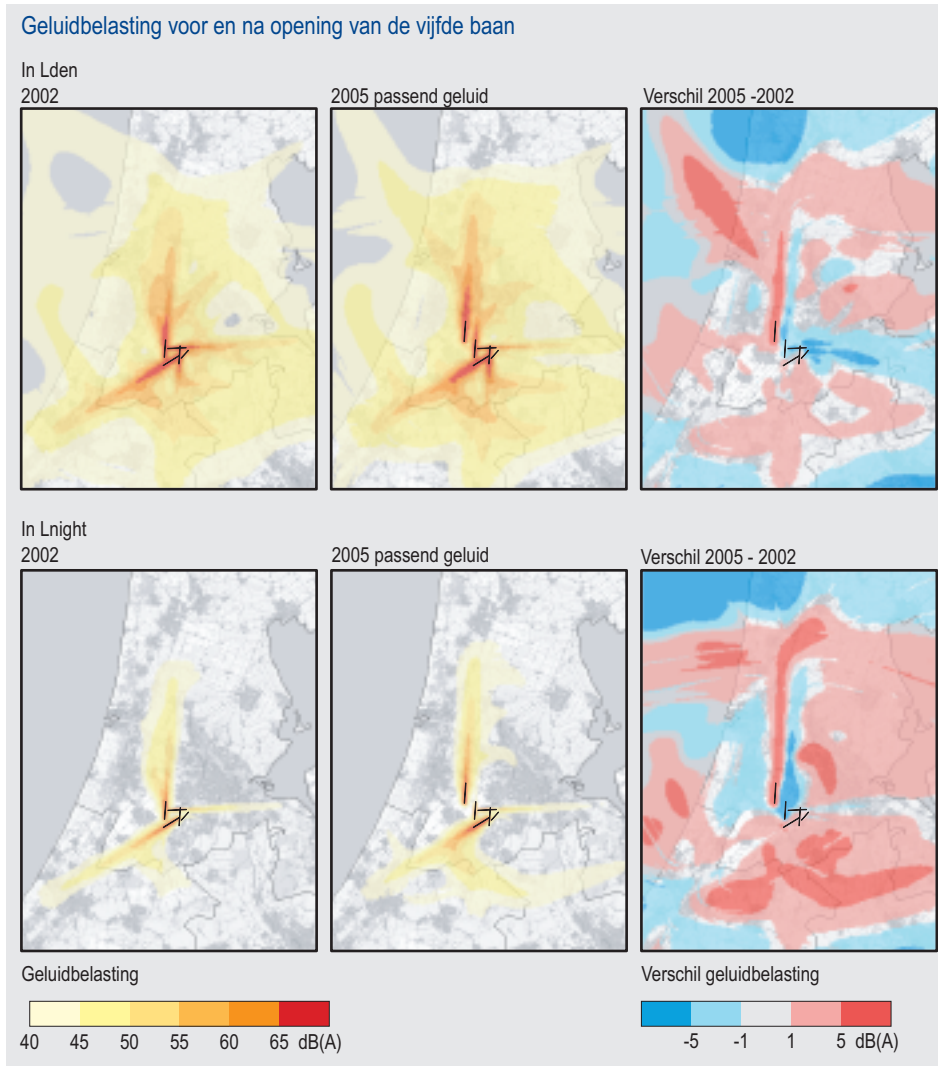 Geluidbelasting voor en na opening van de vijfde baan
In Lden
2002
2005 passend geluid
Verschil 2005 -2002
In Lnight
2002
2005 passend geluid
Verschil 2005 - 2002
Geluidbelasting
40 45 50 55 60 65 dB(A)
Verschil geluidbelasting
-5 -1 1 5 dB(A)